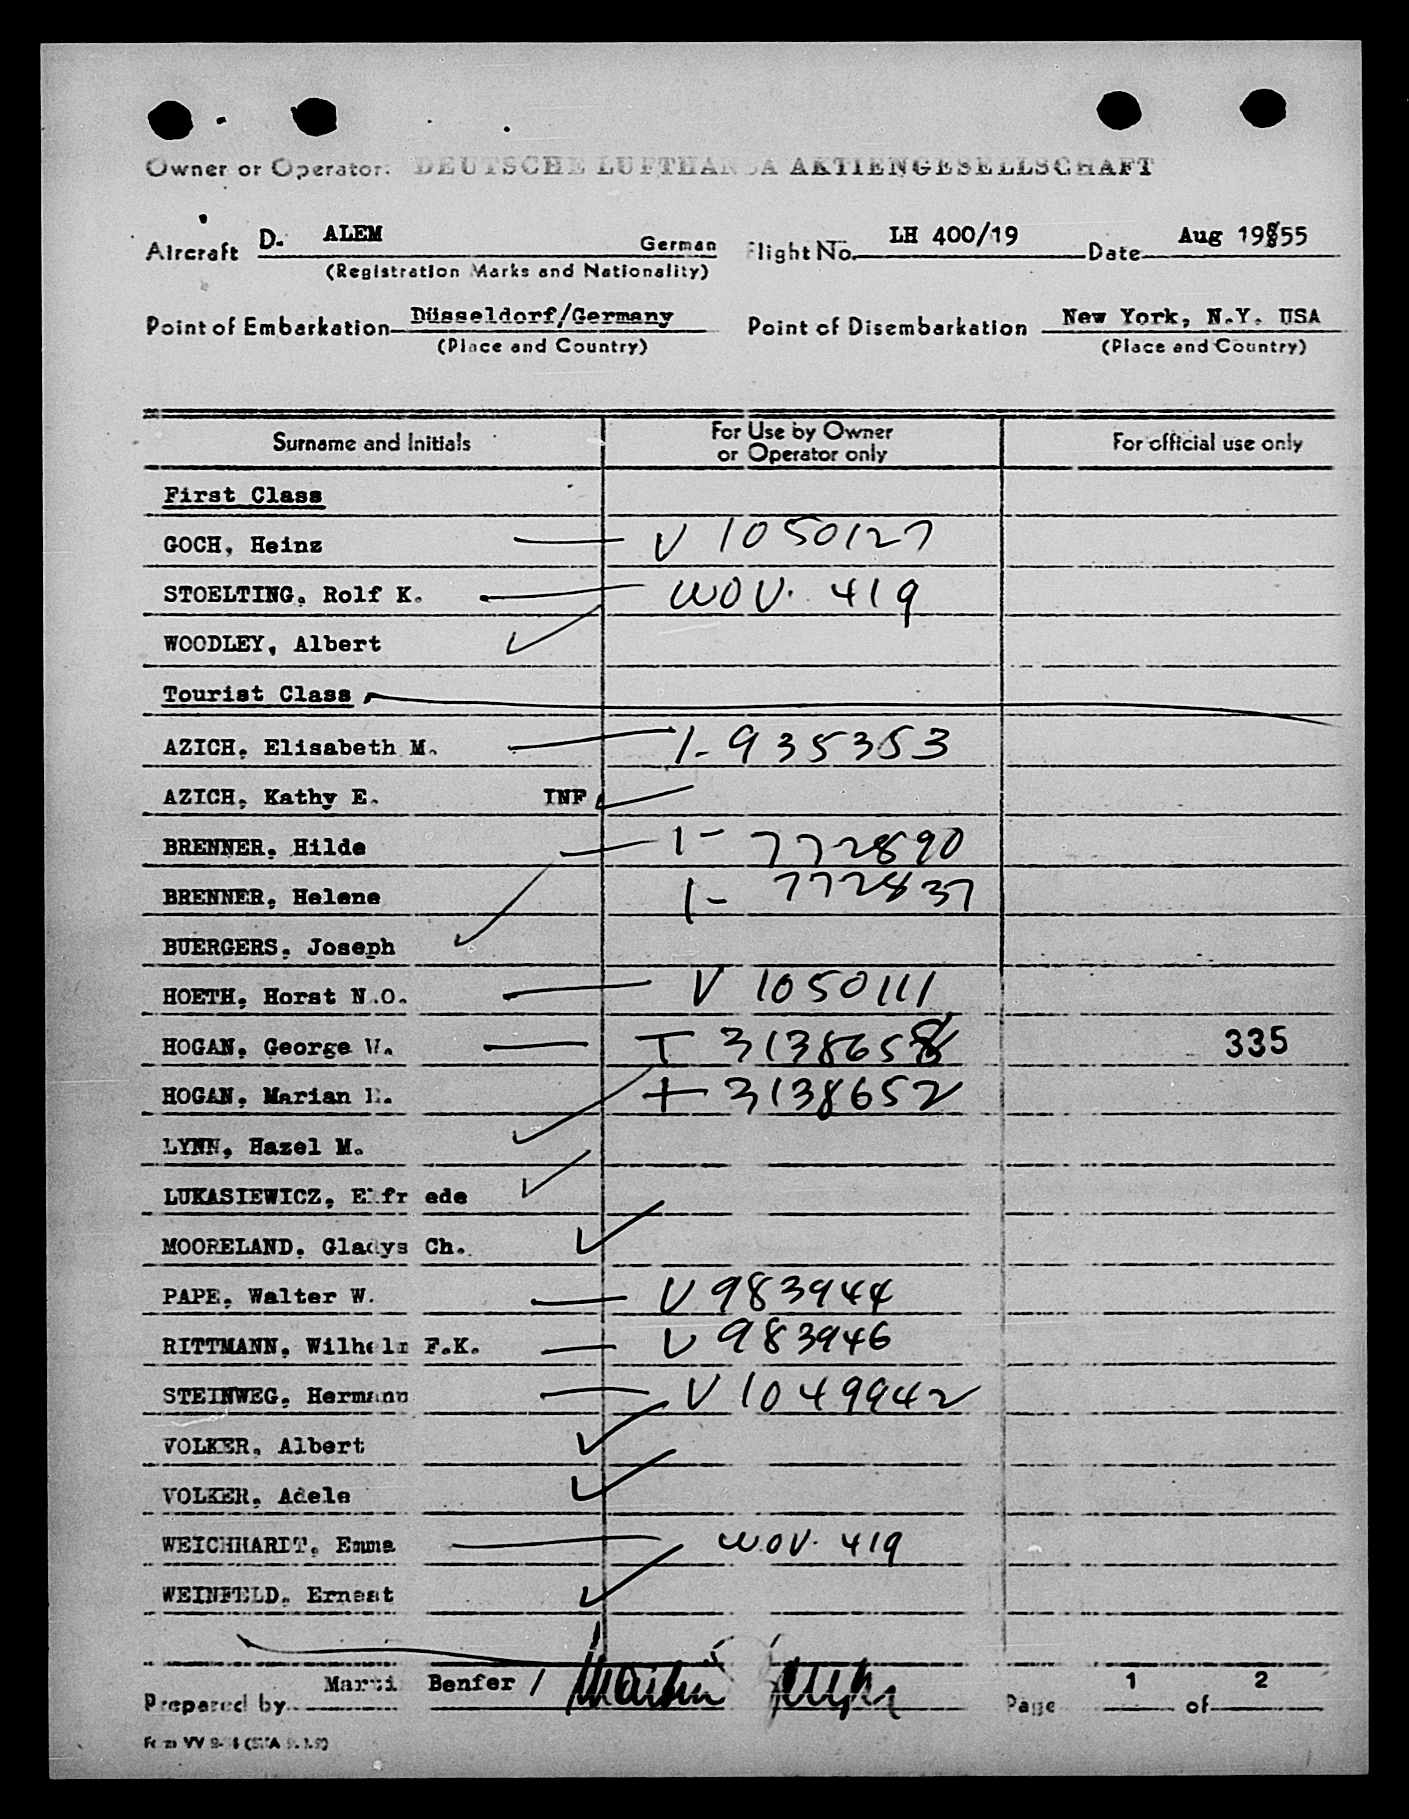 Owner or Operator: DEUTSCHE LUFTHANSA AKTIENGESELLSCHAFT
Aircraft D- ALEM German Flight No. LH 400/19 Date Aug 1955
(Registration Marks and Nationality)
Point of Embarkation Düsseldorf/Germany Point of Disembarkation New York, N.Y. USA
(Place and Country) (Place and Country)
Surname and Initials For Use by Owner or Operator only For official use only
First Class
GOCH, Heinz V 1050127
STOELTING, Rolf K. WOV. 419
WOODLEY, Albert
Tourist Class
AZICH, Elisabeth M. I-935353
AZICH, Kathy E. INF
BRENNER, Hilde I- 772890
BRENNER, Helene I- 772837
BUERGERS, Joseph
HOETH, Horst N.O. V 1050111
HOGAN, George W. T 3138658 335
HOGAN, Marian T 3138652
LYNN, Hazel M.
LUKASIEWICZ, Elfriede
MOORELAND, Gladys Ch.
PAPE, Walter W. V 983944
RITTMANN, Wilhelm F.K. V 983946
STEINWEG, Hermann V 1049942
VOLKER, Albert
VOLKER, Adele
WEICHHARDT, Emma W.OV. 419
WEINFELD, Ernest
Prepared by Benfer / Page 1 of 2